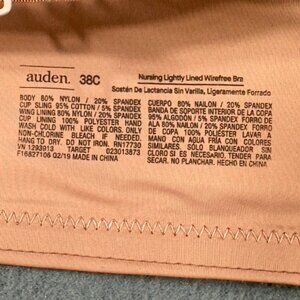 auden. 38C
Nursing Lightly Lined Wirefree Bra
Sostén De Lactancia Sin Varilla, Ligeramente Forrado
BODY 80% NYLON / 20% SPANDEX
CUP SLING 95% COTTON / 5% SPANDEX
WING LINING 80% NYLON / 20% SPANDEX
CUP LINING 100% POLYESTER HAND
WASH COLD WITH LIKE COLORS. ONLY
NON-CHLORINE BLEACH IF NEEDED.
HANG TO DRY. DO NOT IRON. RN17730
VN 1293913 TARGET 023013873
F16827106 02/19 MADE IN CHINA
CUERPO 80% NAILON / 20% SPANDEX
BANDA DE SOPORTE INTERIOR DE LA COPA
95% ALGODÓN / 5% SPANDEX FORRO DE
ALA 80% NAILON / 20% SPANDEX FORRO
DE COPA 100% POLIÉSTER LAVAR A
MANO CON AGUA FRÍA CON COLORES
SIMILARES. SÓLO BLANQUEADOR SIN
CLORO SI ES NECESARIO. TENDER PARA
SECAR. NO PLANCHAR. HECHO EN CHINA